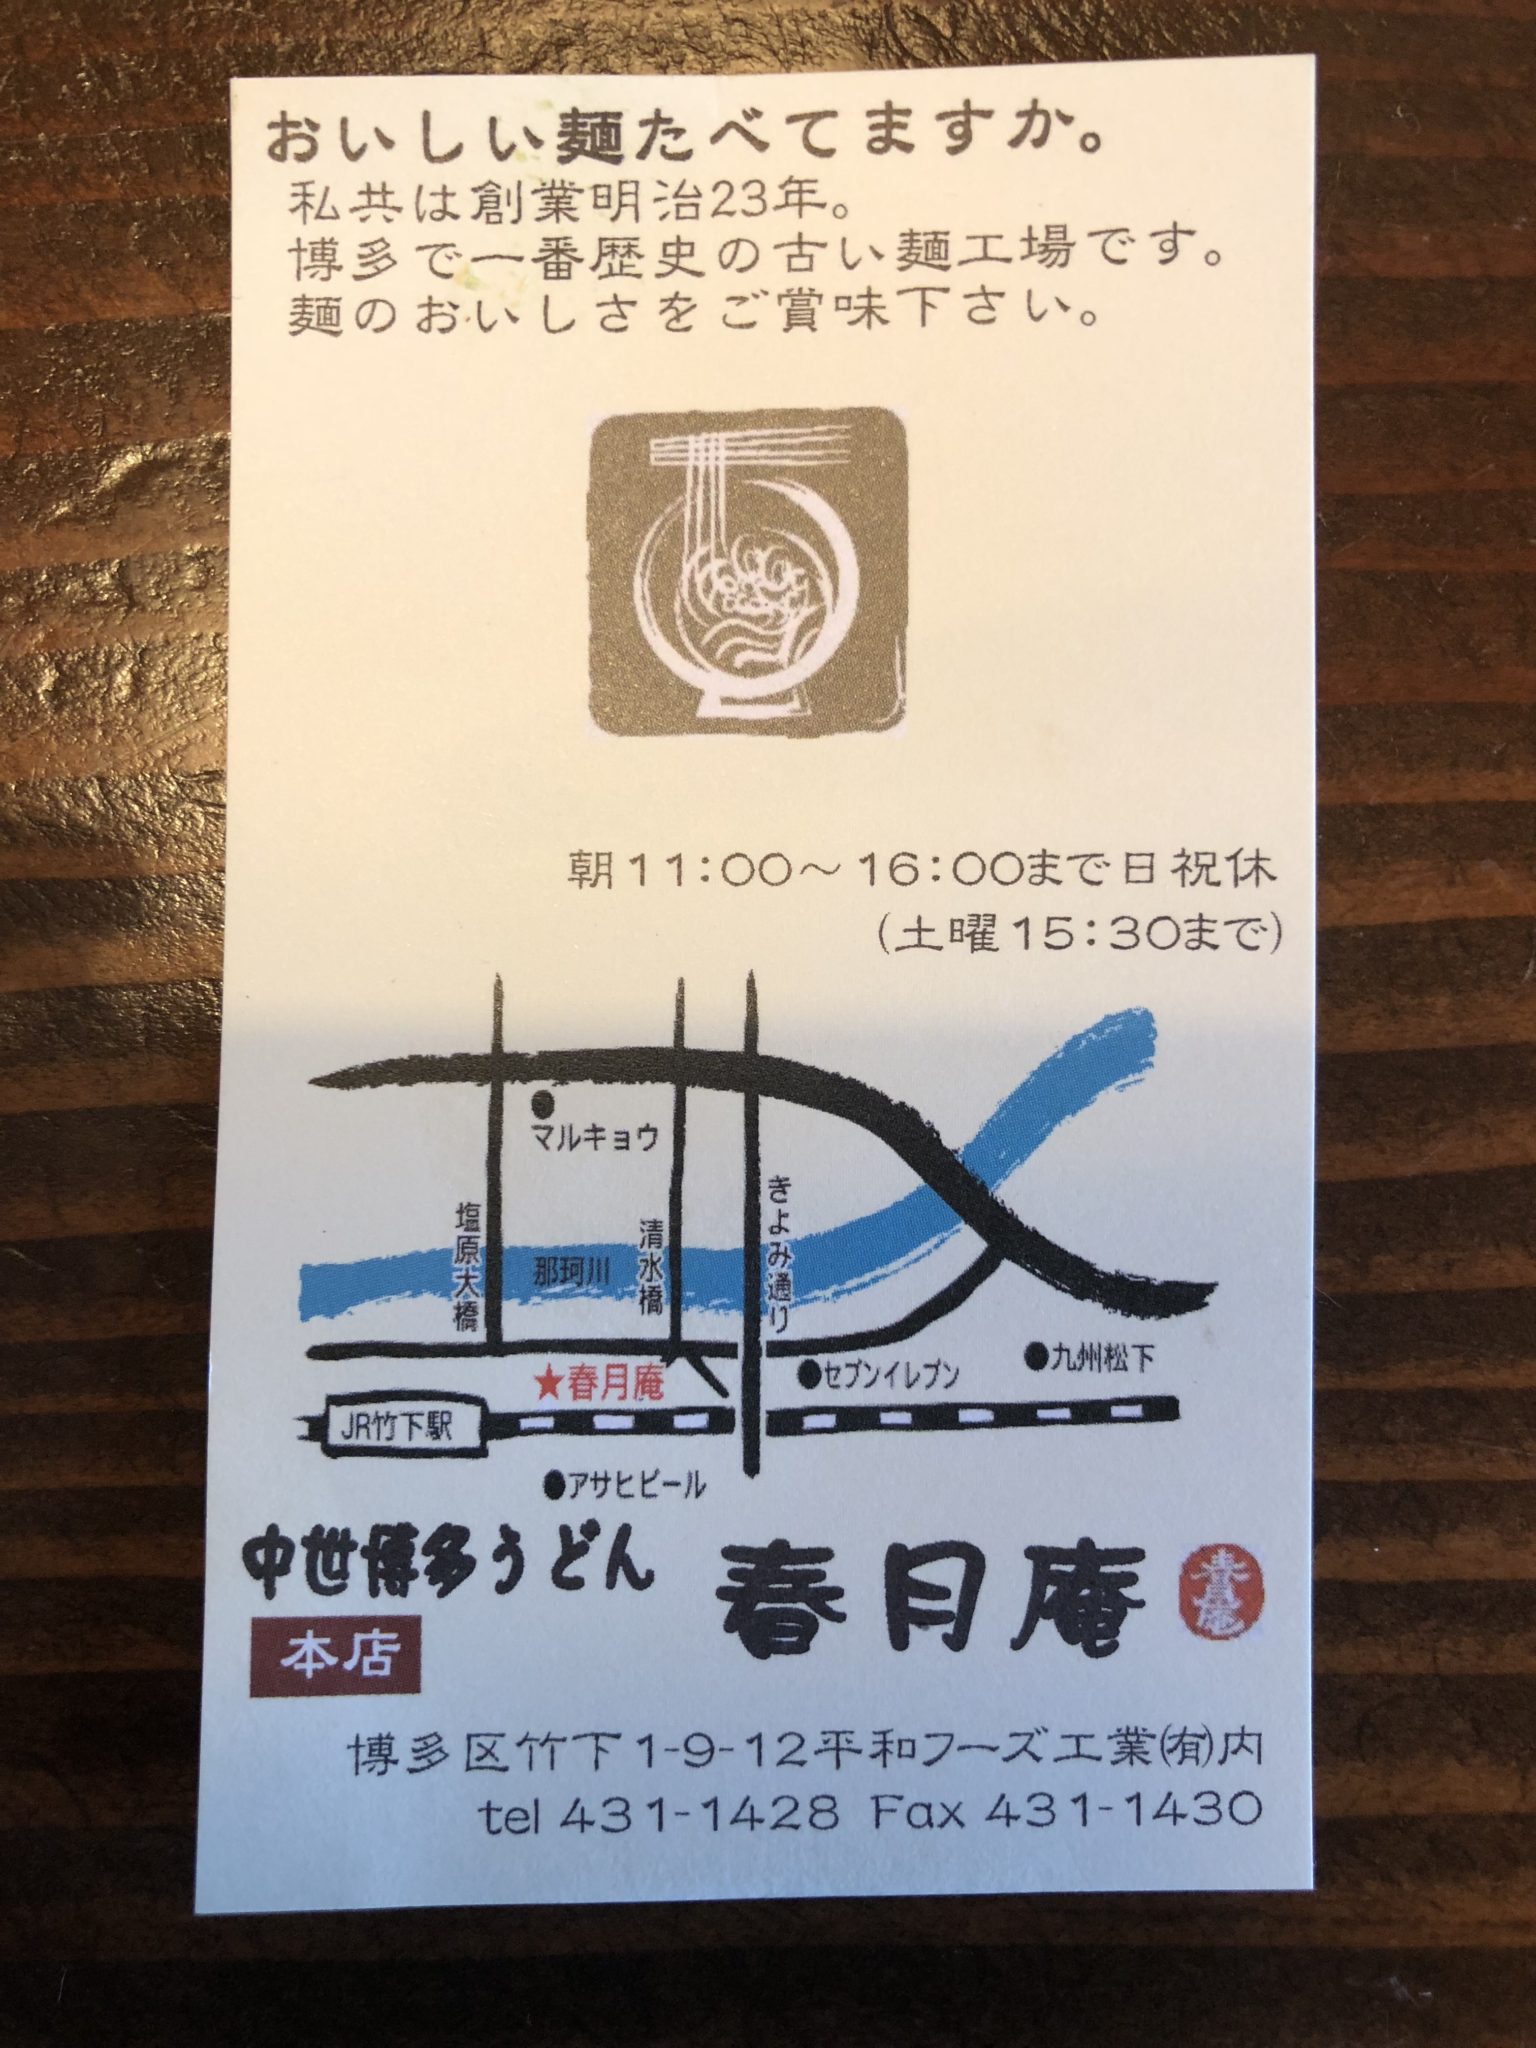 おいしい麺たべてますか。
私共は創業明治23年。
博多で一番歴史の古い麺工場です。
麺のおいしさをご賞味下さい。
朝11:00～16:00まで日祝休
(土曜15:30まで)
マルキョウ
塩原大橋
那珂川
清水橋
きよみ通り
★春月庵
セブンイレブン
九州松下
JR竹下駅
アサヒビール
中世博多うどん
春月庵
春月庵
本店
博多区竹下1-9-12平和フーズ工業㈲内
tel 431-1428 Fax 431-1430